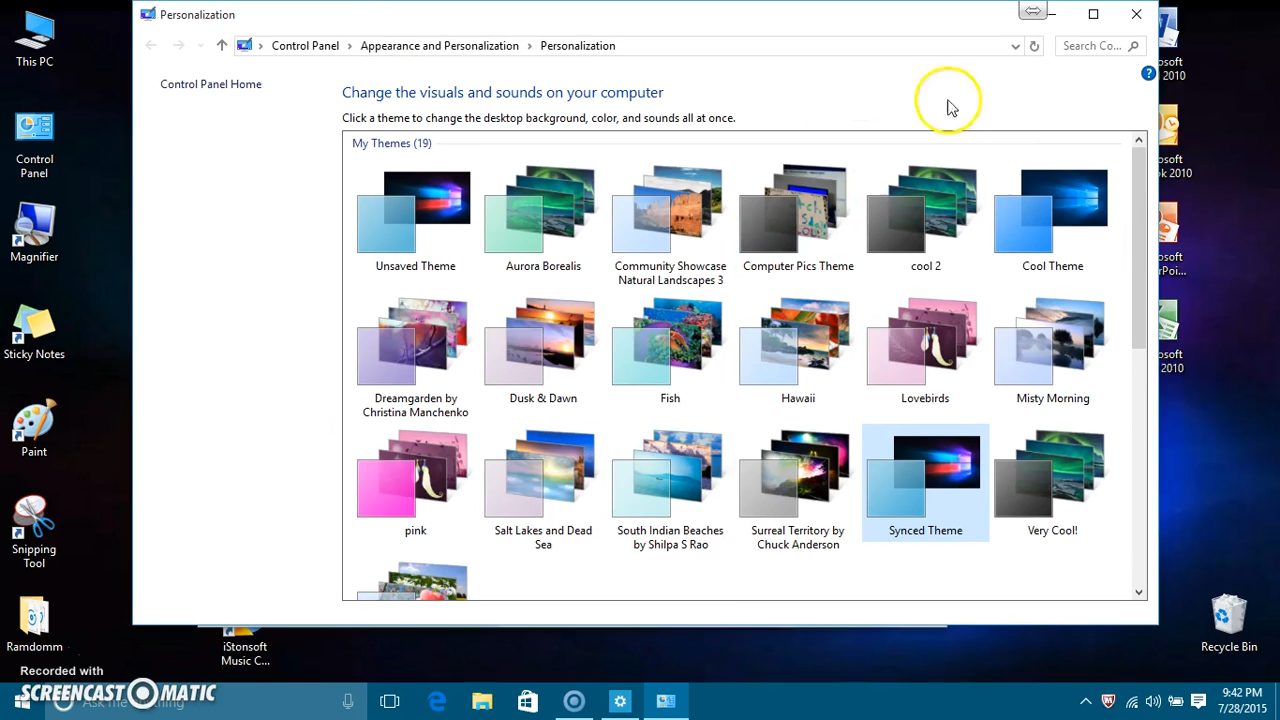 Personalization
Control Panel
Appearance and Personalization
Personalization
Search Co...
This PC
Control Panel Home
Change the visuals and sounds on your computer
Click a theme to change the desktop background, color, and sounds all at once.
My Themes (19)
Control
Panel
Magnifier
Sticky Notes
Paint
Snipping
Tool
Ramdomm
Unsaved Theme
Aurora Borealis
Community Showcase
Natural Landscapes 3
Computer Pics Theme
cool 2
Cool Theme
Dreamgarden by
Christina Manchenko
Dusk & Dawn
Fish
Hawaii
Lovebirds
Misty Morning
pink
Salt Lakes and Dead
Sea
South Indian Beaches
by Shilpa S Rao
Surreal Territory by
Chuck Anderson
Synced Theme
Very Cool!
osoft
2010
osoft
ok 2010
osoft
rPoi...
osoft
2010
iStonsoft
Music C...
Recycle Bin
Recorded with
SCREENCAST-O-MATIC
Ask me anything
9:42 PM
7/28/2015